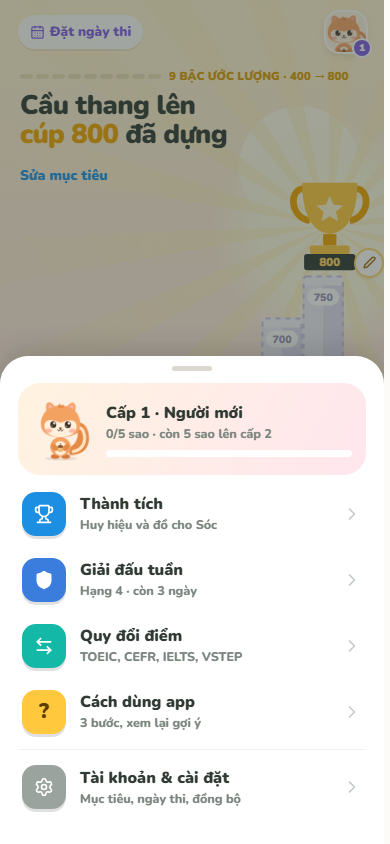 Đặt ngày thi
1
9 BẬC ƯỚC LƯỢNG · 400 → 800
Cầu thang lên
cúp 800 đã dựng
Sửa mục tiêu
800
750
700
Cấp 1 · Người mới
0/5 sao · còn 5 sao lên cấp 2
Thành tích
Huy hiệu và đồ cho Sóc
Giải đấu tuần
Hạng 4 · còn 3 ngày
Quy đổi điểm
TOEIC, CEFR, IELTS, VSTEP
?
Cách dùng app
3 bước, xem lại gợi ý
Tài khoản & cài đặt
Mục tiêu, ngày thi, đồng bộ